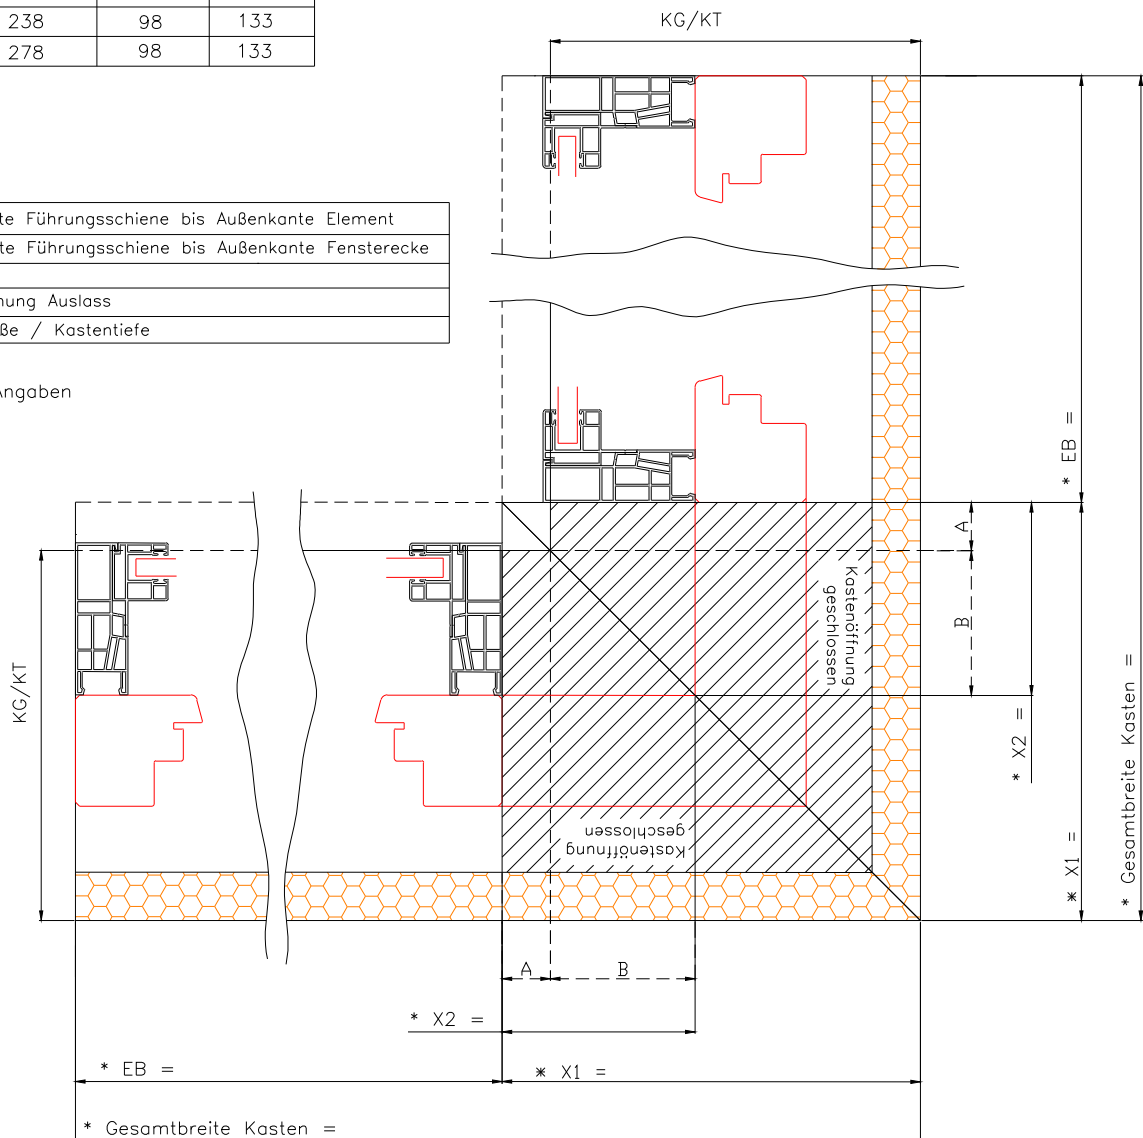 KG/KT
238 98 133
278 98 133
te Führungsschiene bis Außenkante Element
te Führungsschiene bis Außenkante Fensterecke
nung Auslass
ße / Kastentiefe
Angaben
* EB =
A
B
Kastenöffnung
geschlossen
KG/KT
* X2 =
* Gesamtbreite Kasten =
* X1 =
Kastenöffnung
geschlossen
A
B
* X2 =
* EB =
* X1 =
* Gesamtbreite Kasten =